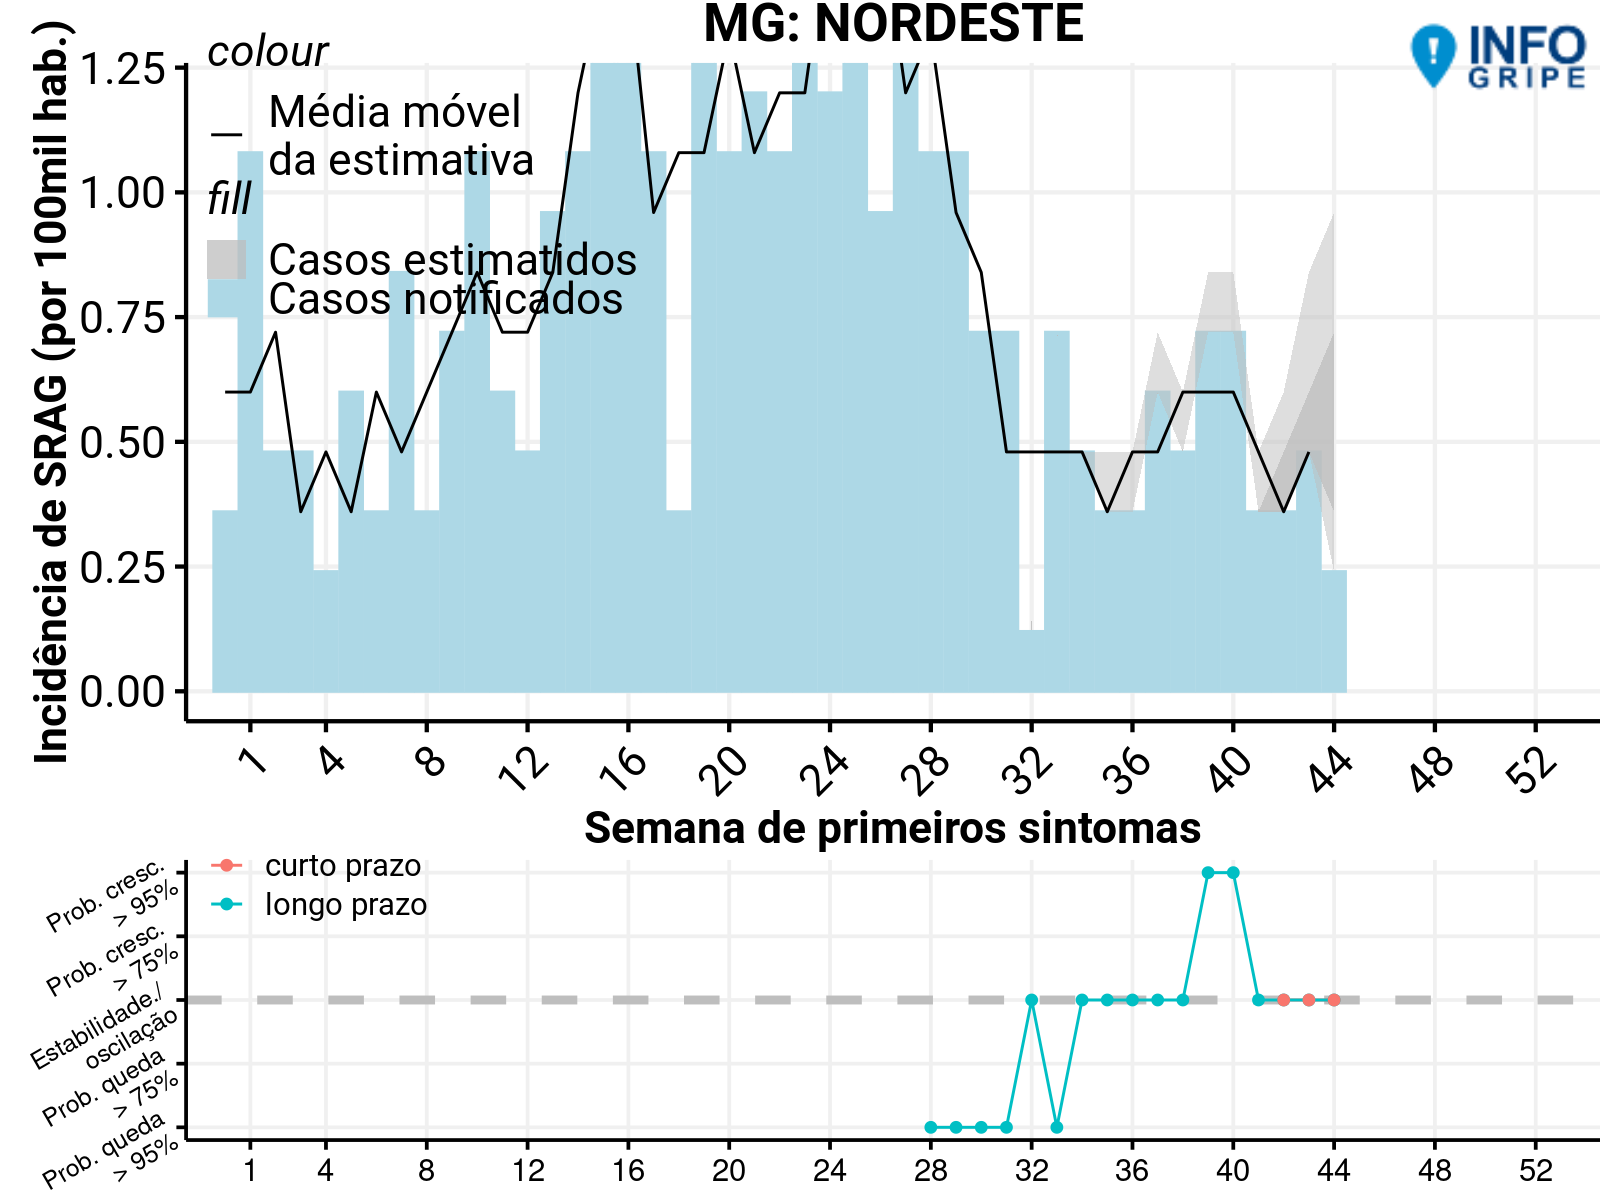 MG: NORDESTE
INFO
GRIPE
Incidência de SRAG (por 100mil hab.)
colour
Média móvel
da estimativa
fill
Casos estimatidos
Casos notificados
1.25
1.00
0.75
0.50
0.25
0.00
1 4 8 12 16 20 24 28 32 36 40 44 48 52
Semana de primeiros sintomas
curto prazo
longo prazo
Prob. cresc.
> 95%
Prob. cresc.
> 75%
Estabilidade./
oscilação
Prob. queda
> 75%
Prob. queda
> 95%
1 4 8 12 16 20 24 28 32 36 40 44 48 52